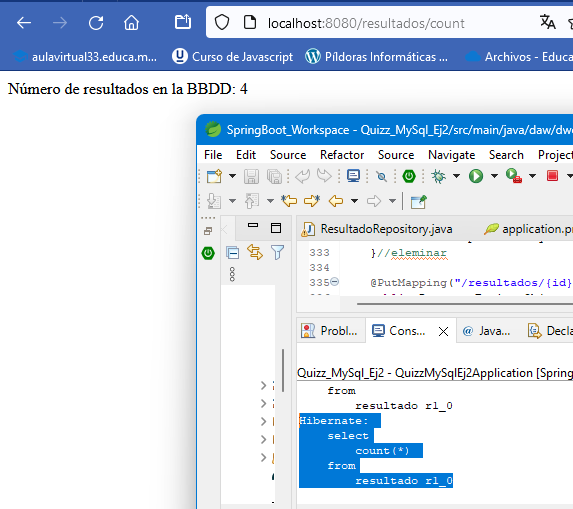 localhost:8080/resultados/count
aulavirtual33.educa.m... Curso de Javascript Píldoras Informáticas ... Archivos - Educa
Número de resultados en la BBDD: 4
SpringBoot_Workspace - Quizz_MySql_Ej2/src/main/java/daw/dwe
File Edit Source Refactor Source Navigate Search Project
ResultadoRepository.java application.pr
333 }//eleminar
334
335 @PutMapping("/resultados/{id}
Probl... Cons... Java... Decla
Quizz_MySql_Ej2 - QuizzMySqlEj2Application [Spring
from
resultado r1_0
Hibernate:
select
count(*)
from
resultado r1_0